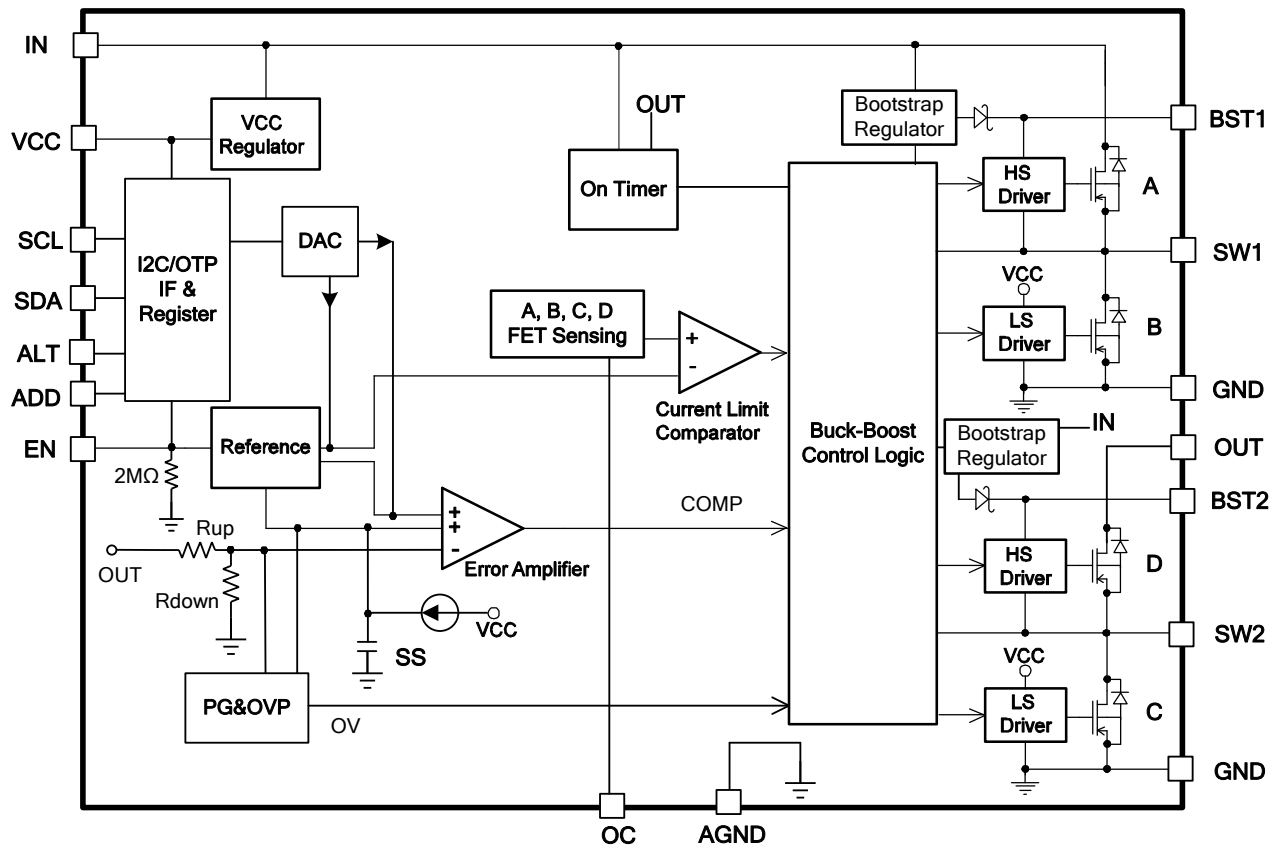 IN
VCC
SCL
SDA
ALT
ADD
EN
VCC
Regulator
I2C/OTP
IF &
Register
DAC
Reference
2MΩ
OUT
Rup
Rdown
PG&OVP
OV
SS
VCC
Error Amplifier
COMP
OUT
On Timer
A, B, C, D
FET Sensing
+
-
Current Limit
Comparator
+
+
-
Buck-Boost
Control Logic
Bootstrap
Regulator
HS
Driver
A
VCC
LS
Driver
B
Bootstrap
Regulator
IN
HS
Driver
D
VCC
LS
Driver
C
BST1
SW1
GND
OUT
BST2
SW2
GND
OC
AGND